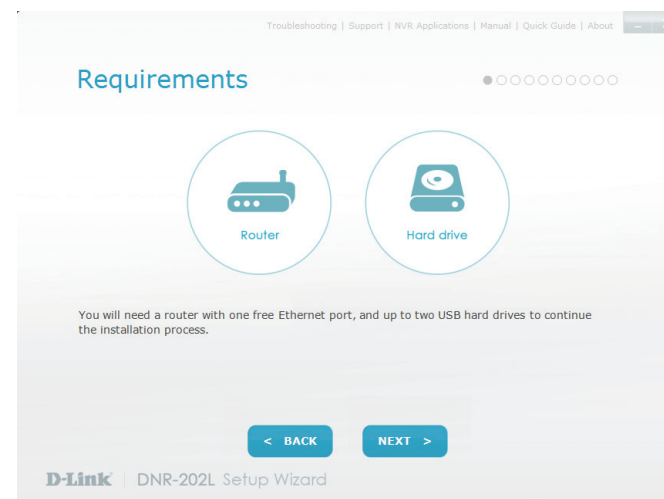 Troubleshooting | Support | NVR Applications | Manual | Quick Guide | About
Requirements
Router
Hard drive
You will need a router with one free Ethernet port, and up to two USB hard drives to continue
the installation process.
< BACK
NEXT >
D-Link | DNR-202L Setup Wizard